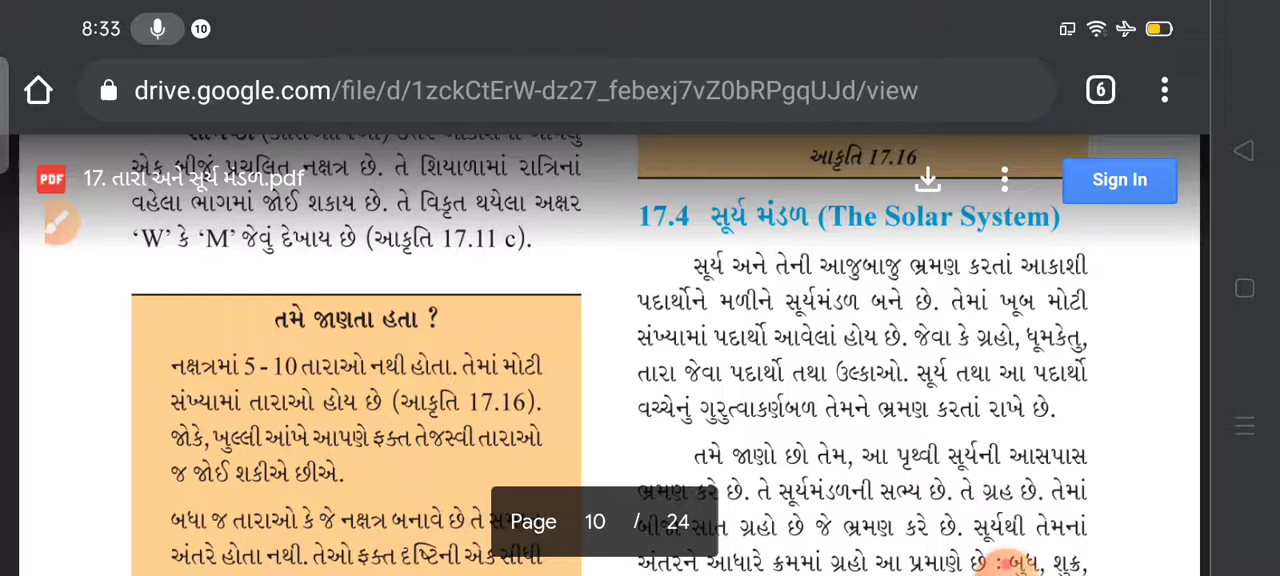 8:33
10
drive.google.com/file/d/1zckCtErW-dz27_febexj7vZ0bRPgqUJd/view
6
PDF
17. તારા અને સૂર્ય મંડળ.pdf
Sign In
એક બીજું પ્રચલિત નક્ષત્ર છે. તે શિયાળામાં રાત્રિનાં
વહેલા ભાગમાં જોઈ શકાય છે. તે વિકૃત થયેલા અક્ષર
‘W’ કે ‘M’ જેવું દેખાય છે (આકૃતિ 17.11 c).
તમે જાણતા હતા ?
નક્ષત્રમાં 5 - 10 તારાઓ નથી હોતા. તેમાં મોટી
સંખ્યામાં તારાઓ હોય છે (આકૃતિ 17.16).
જોકે, ખુલ્લી આંખે આપણે ફક્ત તેજસ્વી તારાઓ
જ જોઈ શકીએ છીએ.
બધા જ તારાઓ કે જે નક્ષત્ર બનાવે છે તે
અંતરે હોતા નથી. તેઓ ફક્ત દૃષ્ટિની એક સીધી
આકૃતિ 17.16
17.4 સૂર્ય મંડળ (The Solar System)
સૂર્ય અને તેની આજુબાજુ ભ્રમણ કરતાં આકાશી
પદાર્થોને મળીને સૂર્યમંડળ બને છે. તેમાં ખૂબ મોટી
સંખ્યામાં પદાર્થો આવેલાં હોય છે. જેવા કે ગ્રહો, ધૂમકેતુ,
તારા જેવા પદાર્થો તથા ઉલ્કાઓ. સૂર્ય તથા આ પદાર્થો
વચ્ચેનું ગુરુત્વાકર્ણબળ તેમને ભ્રમણ કરતાં રાખે છે.
તમે જાણો છો તેમ, આ પૃથ્વી સૂર્યની આસપાસ
ભ્રમણ કરે છે. તે સૂર્યમંડળની સભ્ય છે. તે ગ્રહ છે. તેમાં
બીજા સાત ગ્રહો છે જે ભ્રમણ કરે છે. સૂર્યથી તેમનાં
અંતરને આધારે ક્રમમાં ગ્રહો આ પ્રમાણે છે : બુધ, શુક્ર,
Page 10 / 24